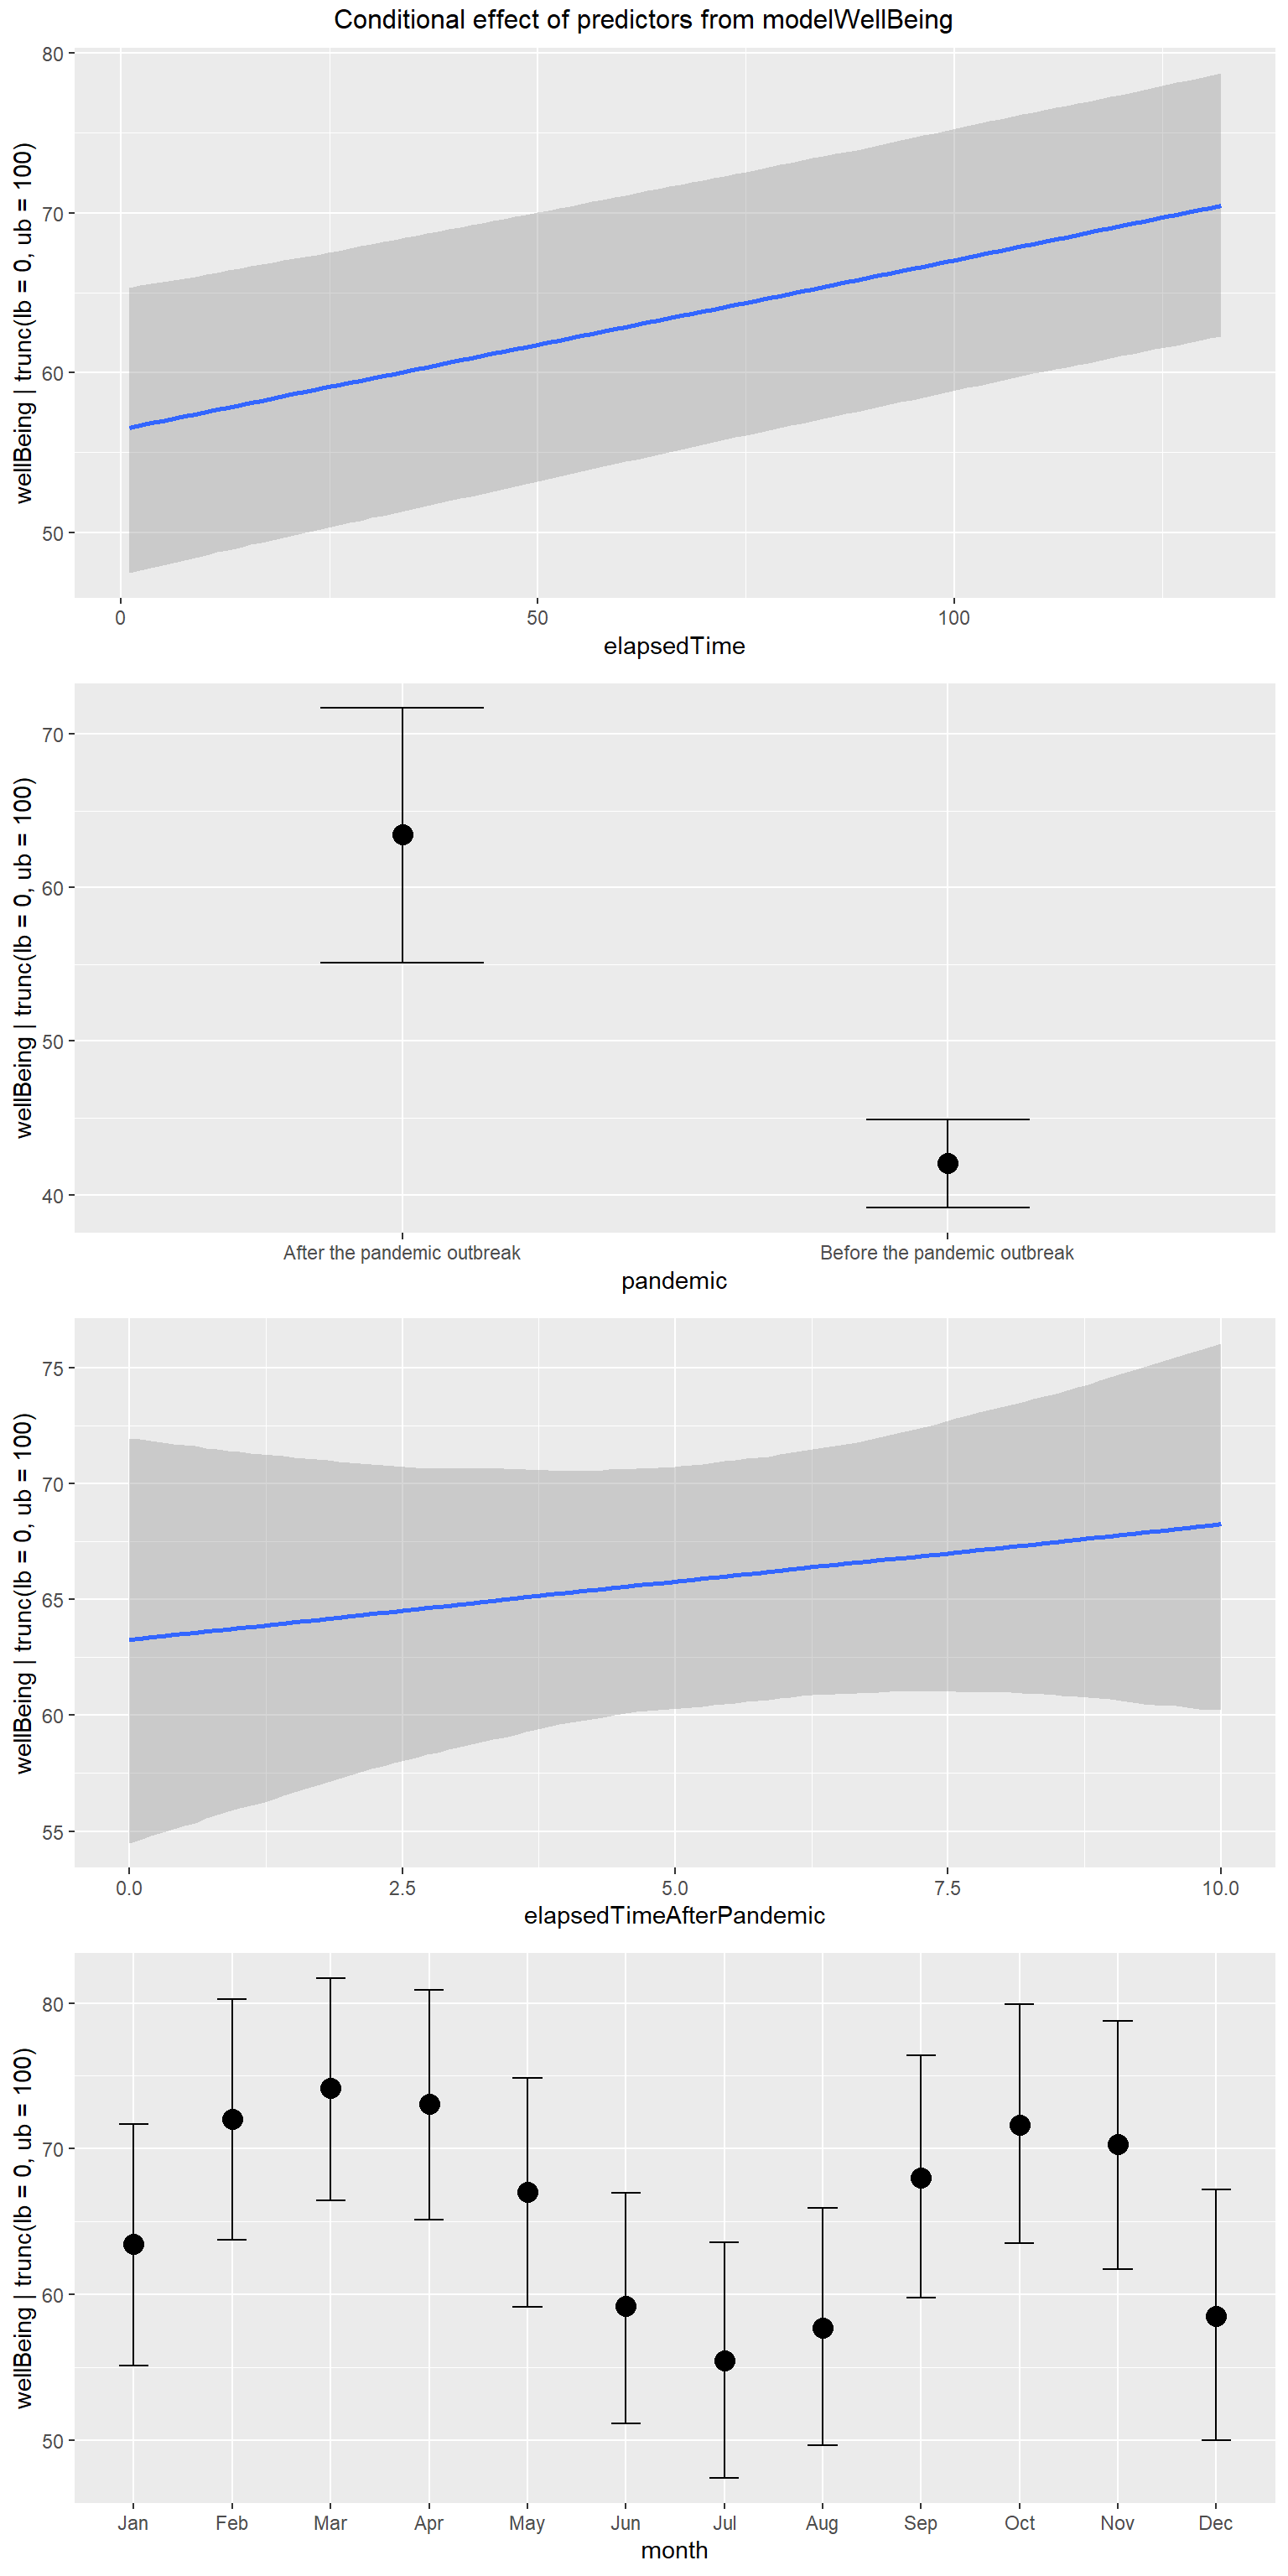 Conditional effect of predictors from modelWellBeing
wellBeing | trunc(lb = 0, ub = 100)
80
70
60
50
0 50 100
elapsedTime
wellBeing | trunc(lb = 0, ub = 100)
70
60
50
40
After the pandemic outbreak Before the pandemic outbreak
pandemic
wellBeing | trunc(lb = 0, ub = 100)
75
70
65
60
55
0.0 2.5 5.0 7.5 10.0
elapsedTimeAfterPandemic
wellBeing | trunc(lb = 0, ub = 100)
80
70
60
50
Jan Feb Mar Apr May Jun Jul Aug Sep Oct Nov Dec
month